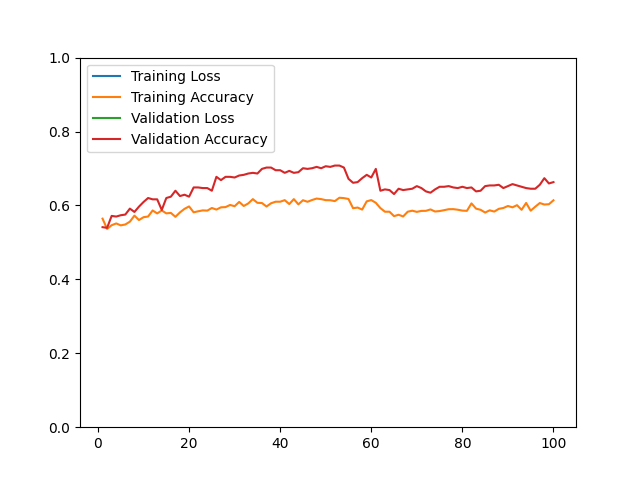 1.0
0.8
0.6
0.4
0.2
0.0
0 20 40 60 80 100
Training Loss
Training Accuracy
Validation Loss
Validation Accuracy